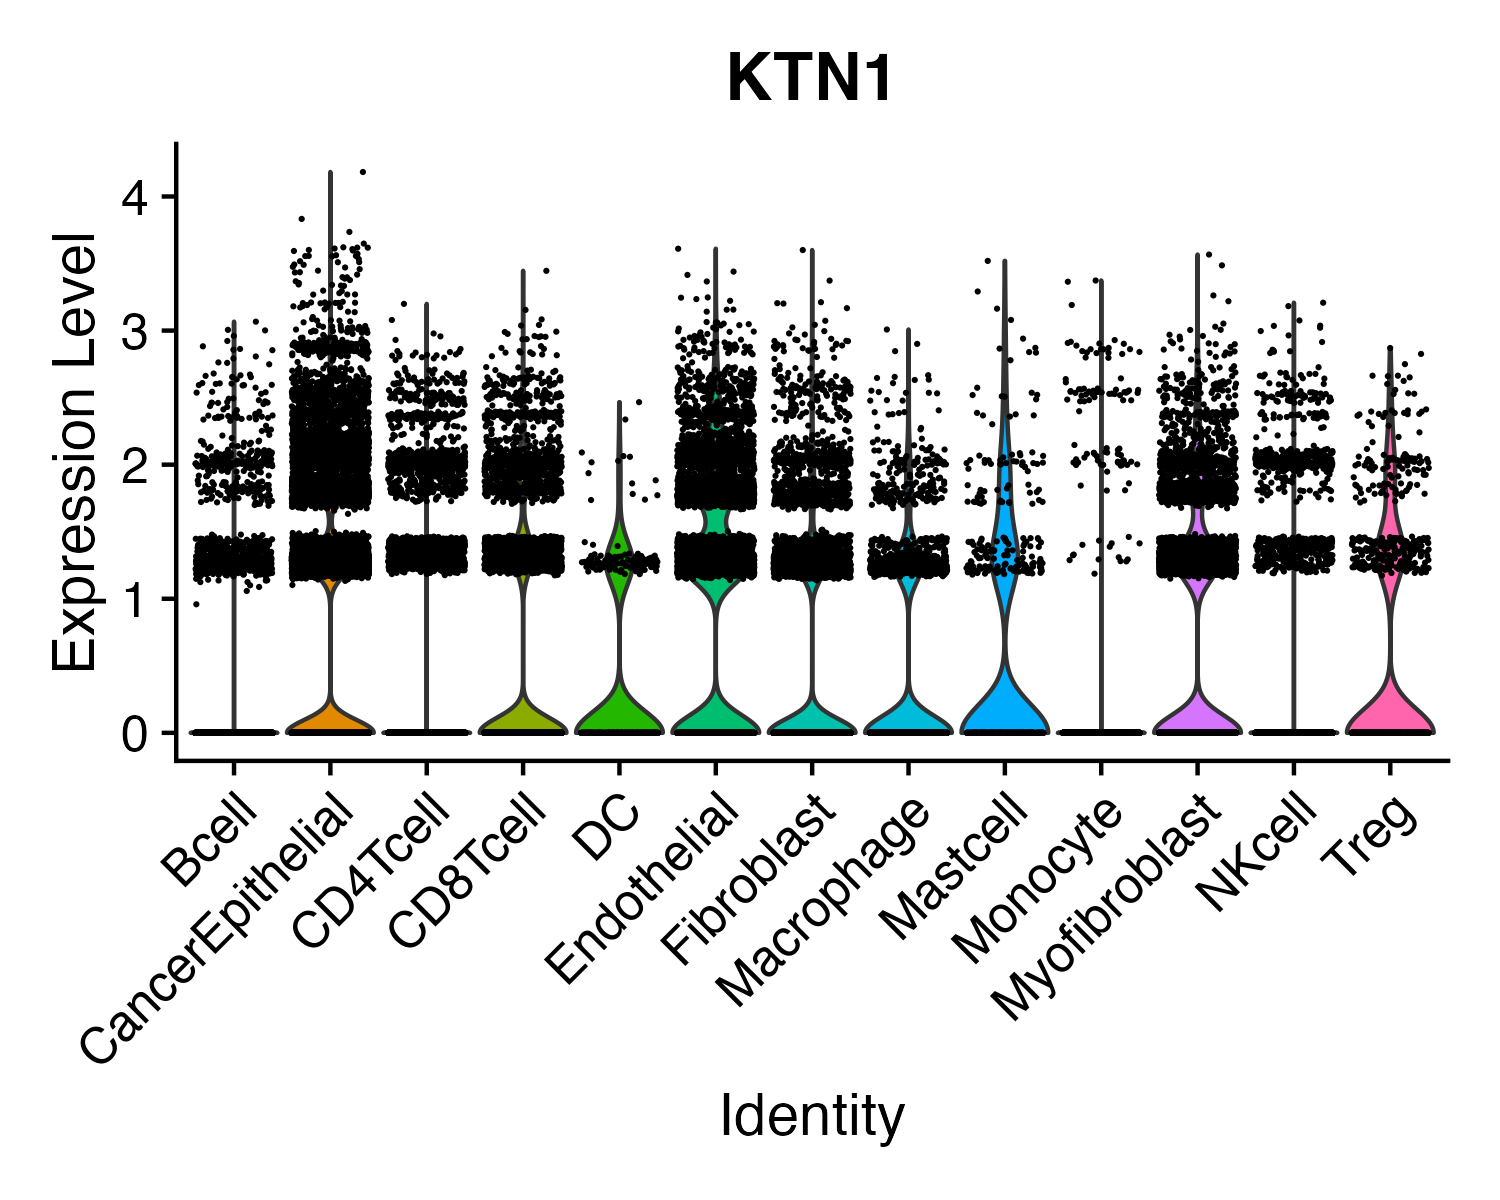 KTN1
Expression Level
4
3
2
1
0
Bcell
CancerEpithelial
CD4Tcell
CD8Tcell
DC
Endothelial
Fibroblast
Macrophage
Mastcell
Monocyte
Myofibroblast
NKcell
Treg
Identity